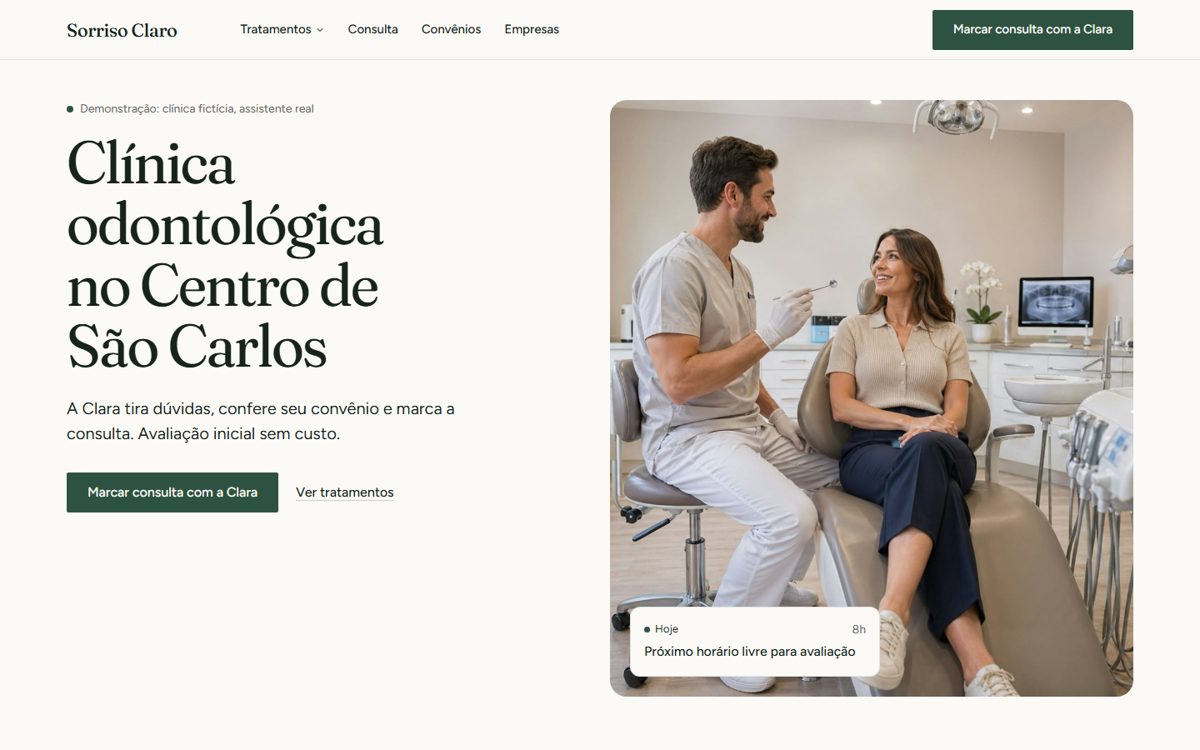 Sorriso Claro
Tratamentos
Consulta
Convênios
Empresas
Marcar consulta com a Clara
Demonstração: clínica fictícia, assistente real
Clínica
odontológica
no Centro de
São Carlos
A Clara tira dúvidas, confere seu convênio e marca a
consulta. Avaliação inicial sem custo.
Marcar consulta com a Clara
Ver tratamentos
Hoje
8h
Próximo horário livre para avaliação